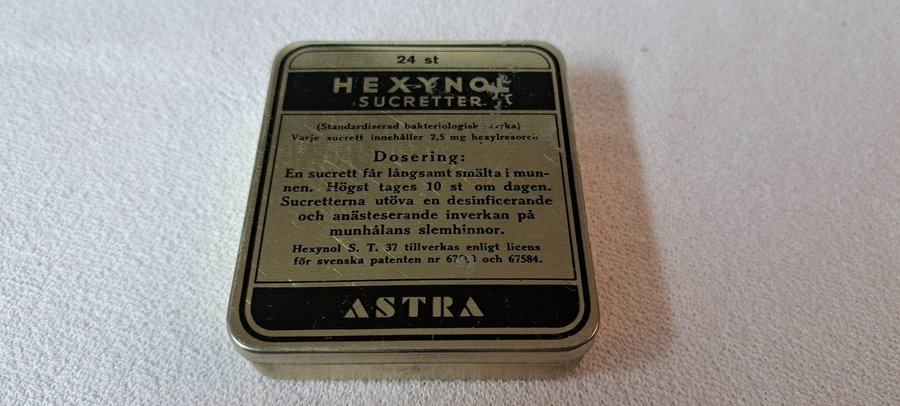 24 st
HEXYNOL
SUCRETTER
(Standardiserad bakteriologisk
Varje sucrett innehåller 2,5 mg hexylresorcin
Dosering:
En sucrett får långsamt smälta i mun-
nen. Högst tages 10 st om dagen.
Sucretterna utöva en desinficerande
och anästeserande inverkan på
munhålans slemhinnor.
Hexynol S. T. 37 tillverkas enligt licens
för svenska patenten nr och 67584.
ASTRA